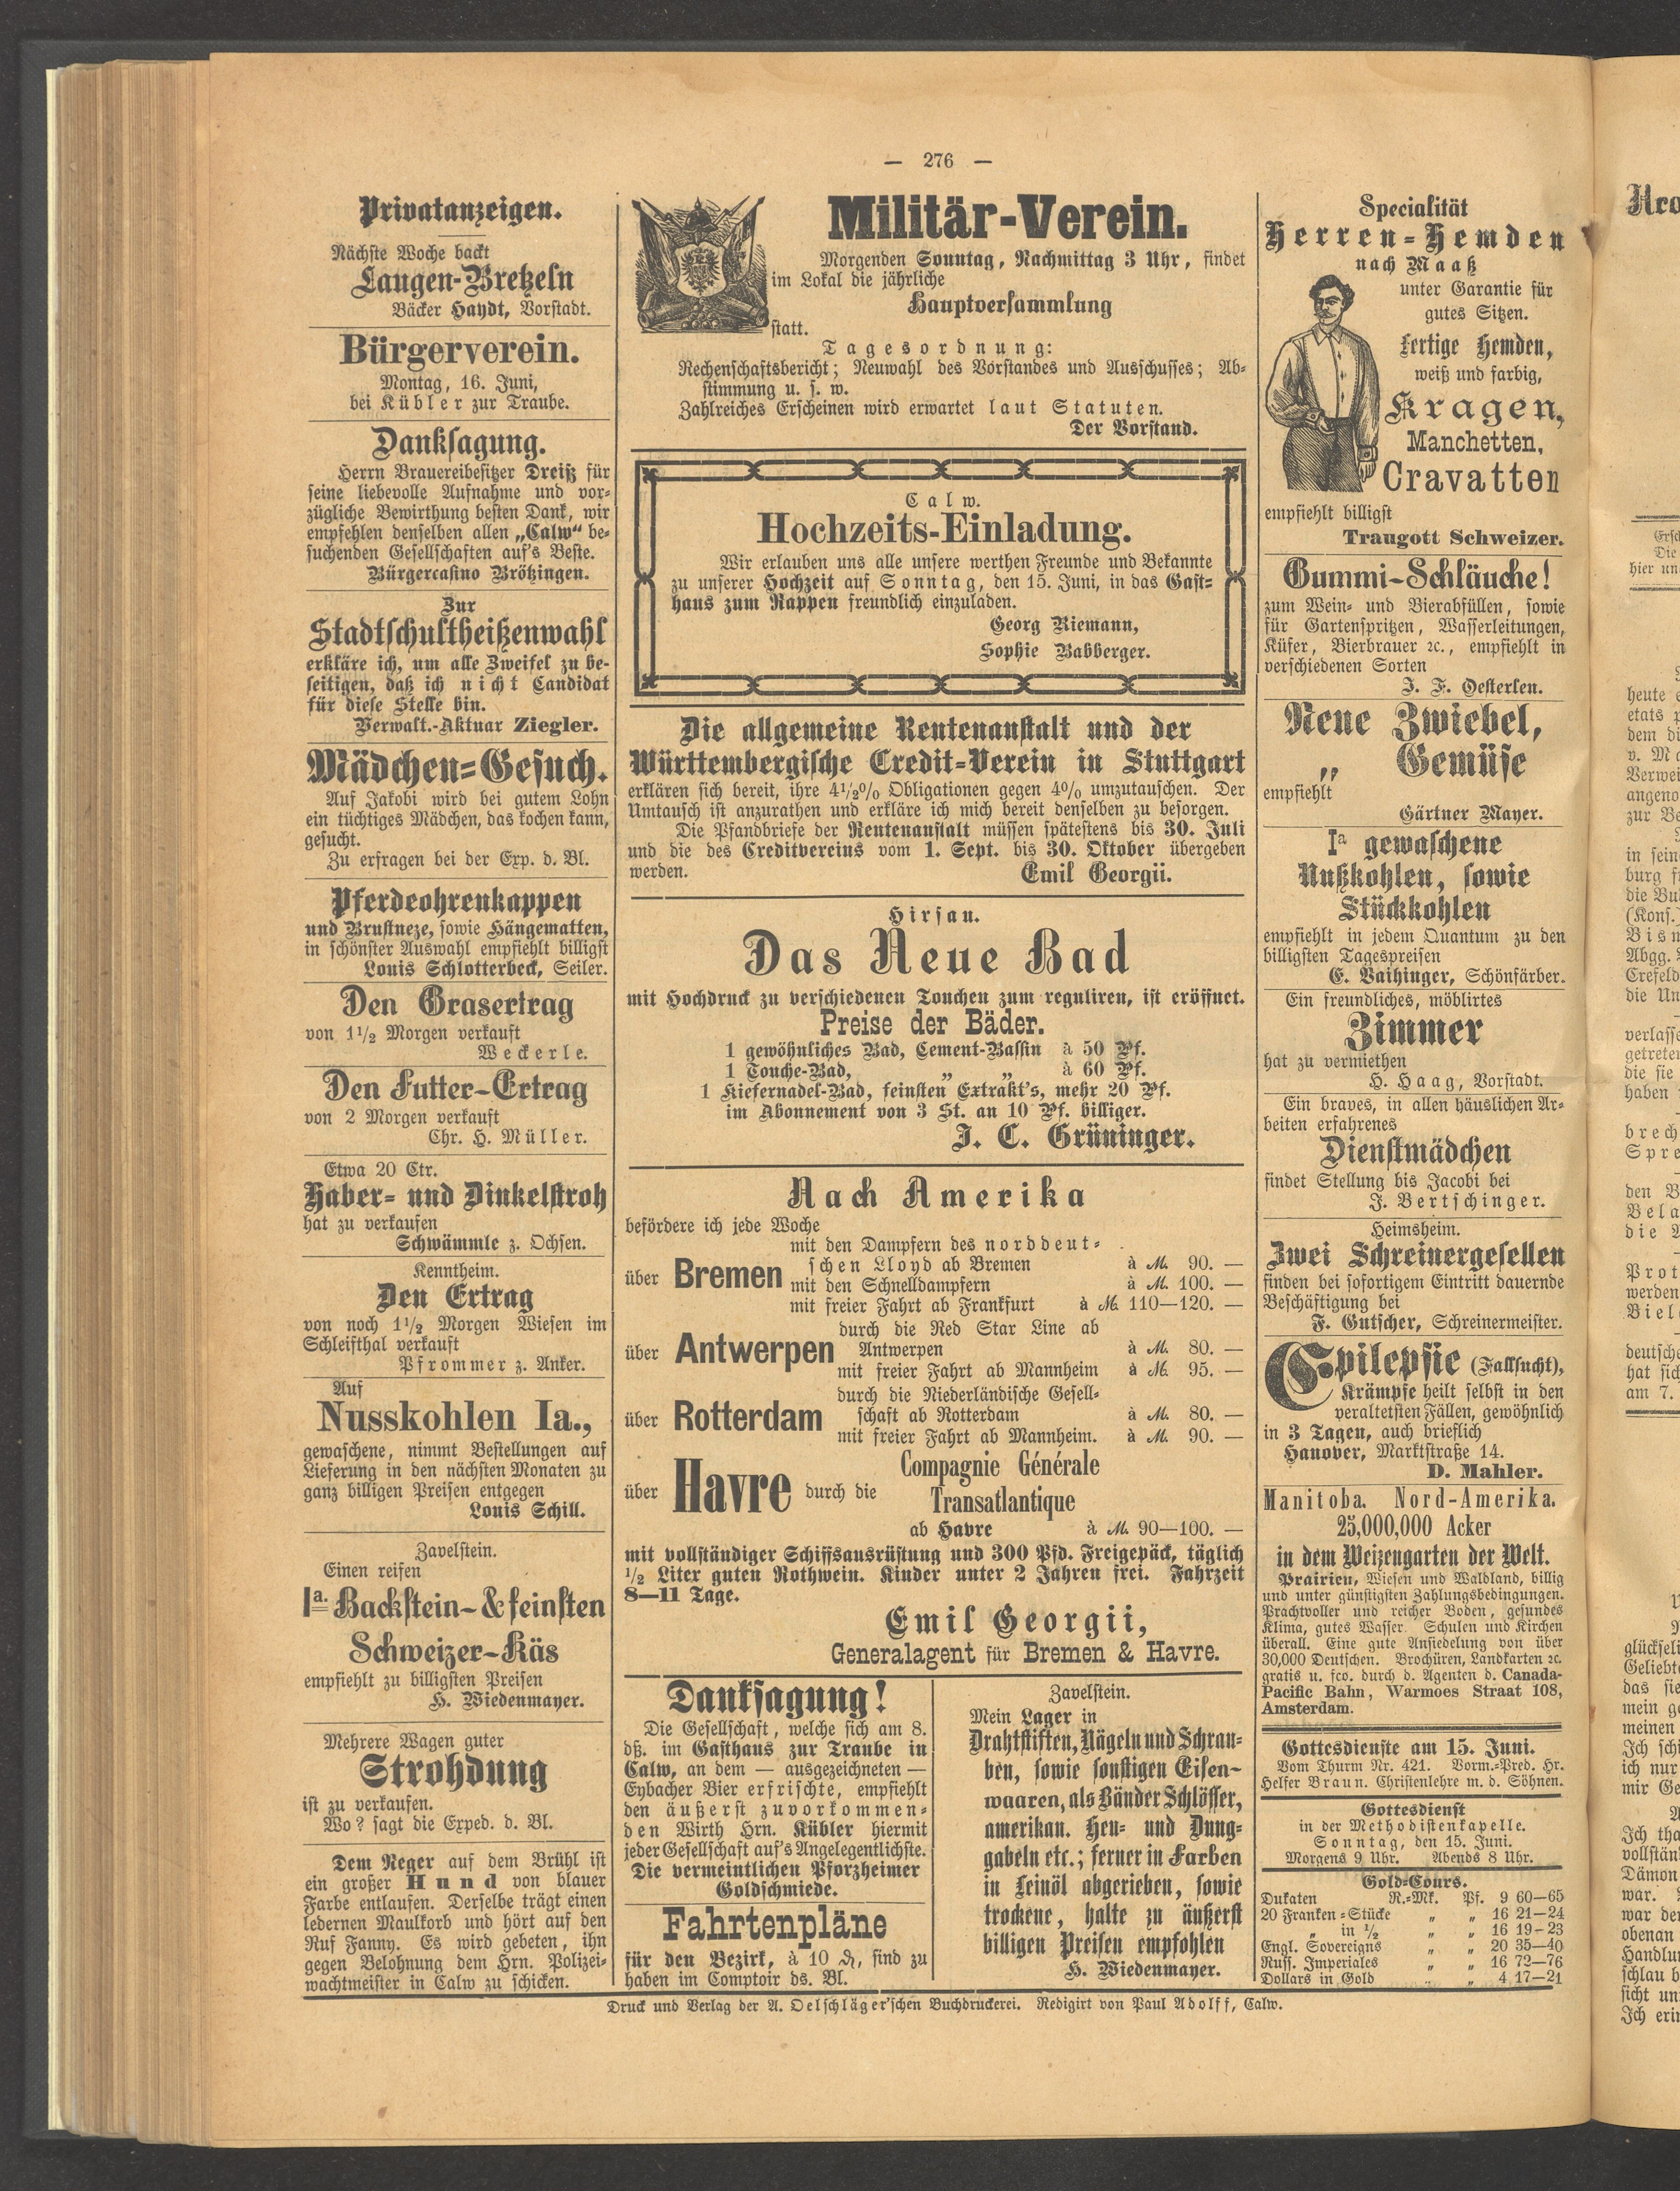 — 276 —
Privatanzeigen.
Nächste Woche backt
Laugen-Bretzeln
Bäcker Haydt, Vorstadt.
Bürgerverein.
Montag, 16. Juni,
bei Kübler zur Traube.
Danksagung.
Herrn Brauereibesitzer Dreiß für
seine liebevolle Aufnahme und vor-
zügliche Bewirthung besten Dank, wir
empfehlen denselben allen „Calw“ be-
suchenden Gesellschaften auf's Beste.
Bürgercasino Brötzingen.
Zur
Stadtschultheißenwahl
erkläre ich, um alle Zweifel zu be-
seitigen, daß ich nicht Candidat
für diese Stelle bin.
Verwalt.-Aktuar Ziegler.
Mädchen-Gesuch.
Auf Jakobi wird bei gutem Lohn
ein tüchtiges Mädchen, das kochen kann,
gesucht.
Zu erfragen bei der Exp. d. Bl.
Pferdeohrenkappen
und Brustneze, sowie Hängematten,
in schönster Auswahl empfiehlt billigst
Louis Schlotterbeck, Seiler.
Den Grasertrag
von 1½ Morgen verkauft
Weckerle.
Den Futter-Ertrag
von 2 Morgen verkauft
Chr. H. Müller.
Etwa 20 Ctr.
Haber- und Dinkelstroh
hat zu verkaufen
Schwämmle z. Ochsen.
Kenntheim.
Den Ertrag
von noch 1½ Morgen Wiesen im
Schleifthal verkauft
Pfrommer z. Anker.
Auf
Nusskohlen Ia.,
gewaschene, nimmt Bestellungen auf
Lieferung in den nächsten Monaten zu
ganz billigen Preisen entgegen
Louis Schill.
Zavelstein.
Einen reifen
Ia. Backstein- & feinsten
Schweizer-Käs
empfiehlt zu billigsten Preisen
H. Wiedenmayer.
Mehrere Wagen guter
Strohdung
ist zu verkaufen.
Wo? sagt die Exped. d. Bl.
Dem Neger auf dem Brühl ist
ein großer Hund von blauer
Farbe entlaufen. Derselbe trägt einen
ledernen Maulkorb und hört auf den
Ruf Fanny. Es wird gebeten, ihn
gegen Belohnung dem Hrn. Polizei-
wachtmeister in Calw zu schicken.
Militär-Verein.
Morgenden Sonntag, Nachmittag 3 Uhr, findet
im Lokal die jährliche
Hauptversammlung
statt.
Tagesordnung:
Rechenschaftsbericht; Neuwahl des Vorstandes und Ausschusses; Ab-
stimmung u. s. w.
Zahlreiches Erscheinen wird erwartet laut Statuten.
Der Vorstand.
Calw.
Hochzeits-Einladung.
Wir erlauben uns alle unsere werthen Freunde und Bekannte
zu unserer Hochzeit auf Sonntag, den 15. Juni, in das Gast-
haus zum Rappen freundlich einzuladen.
Georg Riemann,
Sophie Babberger.
Die allgemeine Rentenanstalt und der
Württembergische Credit-Verein in Stuttgart
erklären sich bereit, ihre 4½% Obligationen gegen 4% umzutauschen. Der
Umtausch ist anzurathen und erkläre ich mich bereit denselben zu besorgen.
Die Pfandbriefe der Rentenanstalt müssen spätestens bis 30. Juli
und die des Creditvereins vom 1. Sept. bis 30. Oktober übergeben
werden.
Emil Georgii.
Hirsau.
Das Neue Bad
mit Hochdruck zu verschiedenen Touchen zum reguliren, ist eröffnet.
Preise der Bäder.
1 gewöhnliches Bad, Cement-Bassin à 50 Pf.
1 Touche-Bad, „ „ à 60 Pf.
1 Kiefernadel-Bad, feinsten Extrakt's, mehr 20 Pf.
im Abonnement von 3 St. an 10 Pf. billiger.
J. C. Grüninger.
Nach Amerika
befördere ich jede Woche
mit den Dampfern des norddeut-
schen Lloyd ab Bremen à M. 90. —
über Bremen mit den Schnelldampfern à M. 100. —
mit freier Fahrt ab Frankfurt à M. 110—120. —
durch die Red Star Line ab
über Antwerpen Antwerpen à M. 80. —
mit freier Fahrt ab Mannheim à M. 95. —
durch die Niederländische Gesell-
über Rotterdam schaft ab Rotterdam à M. 80. —
mit freier Fahrt ab Mannheim. à M. 90. —
über Havre durch die Compagnie Générale
Transatlantique
ab Havre à M. 90—100. —
mit vollständiger Schiffsausrüstung und 300 Pfd. Freigepäck, täglich
½ Liter guten Rothwein. Kinder unter 2 Jahren frei. Fahrzeit
8—11 Tage.
Emil Georgii,
Generalagent für Bremen & Havre.
Danksagung!
Die Gesellschaft, welche sich am 8.
dß. im Gasthaus zur Traube in
Calw, an dem — ausgezeichneten —
Eybacher Bier erfrischte, empfiehlt
den äußerst zuvorkommen-
den Wirth Hrn. Kübler hiermit
jeder Gesellschaft auf's Angelegentlichste.
Die vermeintlichen Pforzheimer
Goldschmiede.
Fahrtenpläne
für den Bezirk, à 10 ₰, sind zu
haben im Comptoir ds. Bl.
Zavelstein.
Mein Lager in
Drahtstiften, Nägeln und Schrau-
ben, sowie sonstigen Eisen-
waaren, als Bänder Schlösser,
amerikan. Heu- und Dung-
gabeln etc.; ferner in Farben
in Leinöl abgerieben, sowie
trockene, halte zu äußerst
billigen Preisen empfohlen
H. Wiedenmayer.
Specialität
Herren-Hemden
nach Maaß
unter Garantie für
gutes Sitzen.
fertige Hemden,
weiß und farbig,
Kragen,
Manchetten,
Cravatten
empfiehlt billigst
Traugott Schweizer.
Gummi-Schläuche!
zum Wein- und Bierabfüllen, sowie
für Gartenspritzen, Wasserleitungen,
Küfer, Bierbrauer ꝛc., empfiehlt in
verschiedenen Sorten
J. F. Oesterlen.
Neue Zwiebel,
„ Gemüse
empfiehlt
Gärtner Mayer.
Ia gewaschene
Nußkohlen, sowie
Stückkohlen
empfiehlt in jedem Quantum zu den
billigsten Tagespreisen
E. Vaihinger, Schönfärber.
Ein freundliches, möblirtes
Zimmer
hat zu vermiethen
H. Haag, Vorstadt.
Ein braves, in allen häuslichen Ar-
beiten erfahrenes
Dienstmädchen
findet Stellung bis Jacobi bei
J. Bertschinger.
Heimsheim.
Zwei Schreinergesellen
finden bei sofortigem Eintritt dauernde
Beschäftigung bei
F. Gutscher, Schreinermeister.
Epilepsie (Fallsucht),
Krämpfe heilt selbst in den
veraltetsten Fällen, gewöhnlich
in 3 Tagen, auch brieflich
Hanover, Marktstraße 14.
D. Mahler.
Manitoba. Nord-Amerika.
25,000,000 Acker
in dem Weizengarten der Welt.
Prairien, Wiesen und Waldland, billig
und unter günstigsten Zahlungsbedingungen.
Prachtvoller und reicher Boden, gesundes
Klima, gutes Wasser. Schulen und Kirchen
überall. Eine gute Ansiedelung von über
30,000 Deutschen. Brochüren, Landkarten ꝛc.
gratis u. fco. durch d. Agenten d. Canada-
Pacific Bahn, Warmoes Straat 108,
Amsterdam.
Gottesdienste am 15. Juni.
Vom Thurm Nr. 421. Vorm.-Pred. Hr.
Helfer Braun. Christenlehre m. d. Söhnen.
Gottesdienst
in der Methodistenkapelle.
Sonntag, den 15. Juni.
Morgens 9 Uhr. Abends 8 Uhr.
Gold-Cours.
Dukaten R.-Mk. Pf. 9 60—65
20 Franken-Stücke „ „ 16 21—24
„ in ½ „ „ 16 19—23
Engl. Sovereigns „ „ 20 35—40
Russ. Imperiales „ „ 16 72—76
Dollars in Gold „ „ 4 17—21
Druck und Verlag der A. Oelschläger'schen Buchdruckerei. Redigirt von Paul Adolff, Calw.